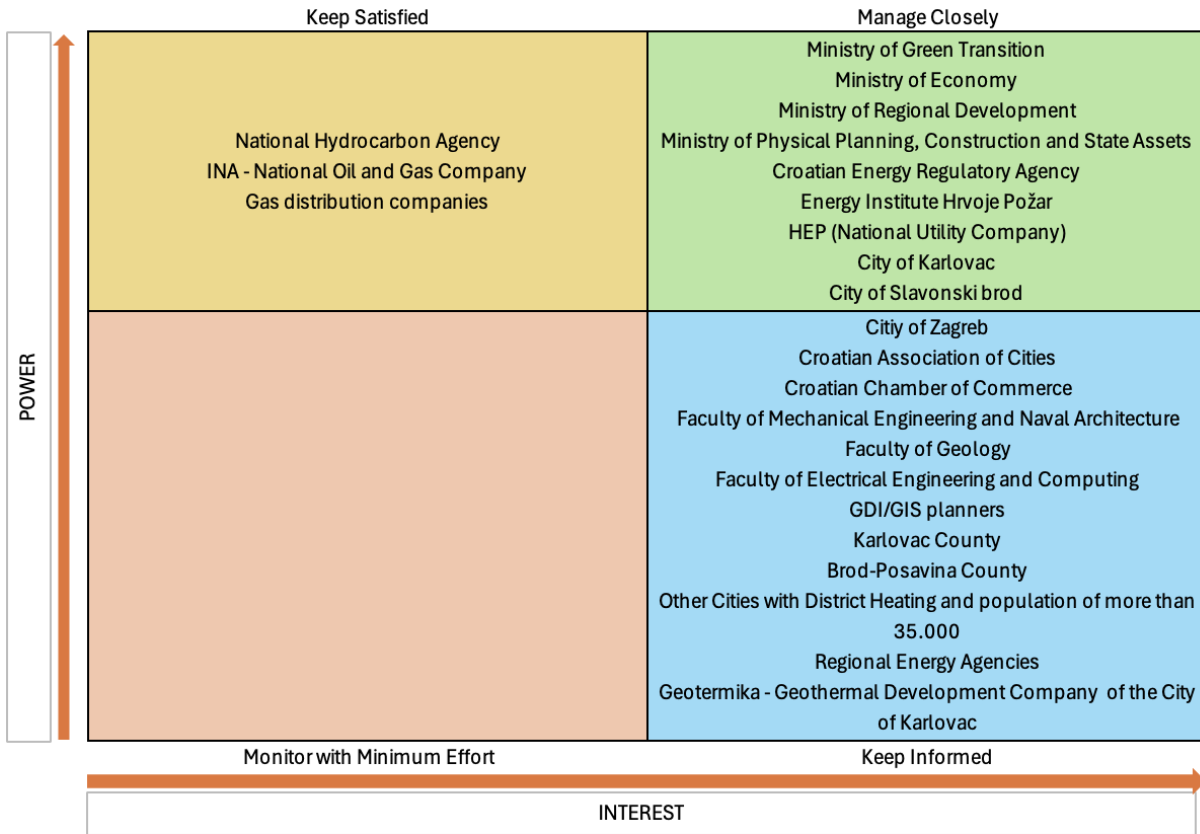 Keep Satisfied
Manage Closely
National Hydrocarbon Agency
INA - National Oil and Gas Company
Gas distribution companies
Ministry of Green Transition
Ministry of Economy
Ministry of Regional Development
Ministry of Physical Planning, Construction and State Assets
Croatian Energy Regulatory Agency
Energy Institute Hrvoje Požar
HEP (National Utility Company)
City of Karlovac
City of Slavonski brod
POWER
Citiy of Zagreb
Croatian Association of Cities
Croatian Chamber of Commerce
Faculty of Mechanical Engineering and Naval Architecture
Faculty of Geology
Faculty of Electrical Engineering and Computing
GDI/GIS planners
Karlovac County
Brod-Posavina County
Other Cities with District Heating and population of more than
35.000
Regional Energy Agencies
Geotermika - Geothermal Development Company of the City
of Karlovac
Monitor with Minimum Effort
Keep Informed
INTEREST